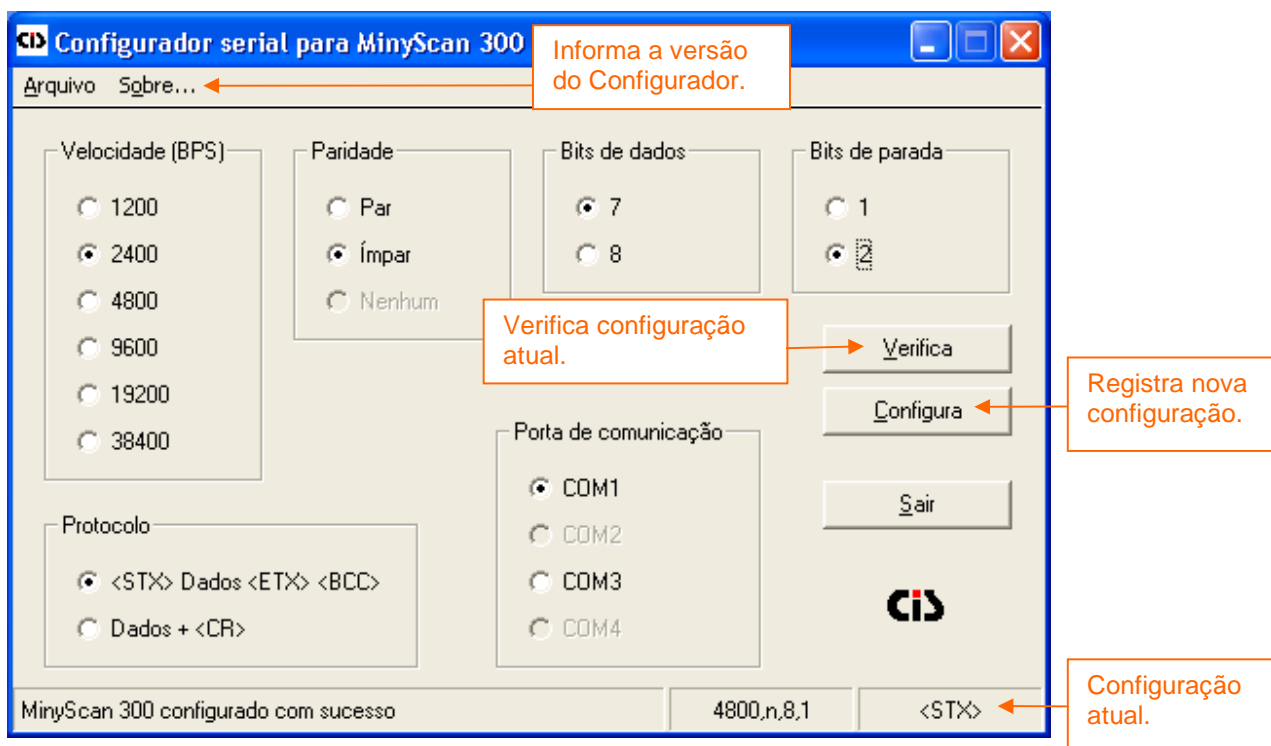 CiS Configurador serial para MinyScan 300
Informa a versão
do Configurador.
Arquivo Sobre...
Velocidade (BPS)
1200
2400
4800
9600
19200
38400
Paridade
Par
Ímpar
Nenhum
Bits de dados
7
8
Bits de parada
1
2
Verifica configuração
atual.
Verifica
Configura
Registra nova
configuração.
Sair
Porta de comunicação
COM1
COM2
COM3
COM4
Protocolo
<STX> Dados <ETX> <BCC>
Dados + <CR>
CiS
MinyScan 300 configurado com sucesso 4800,n,8,1 <STX>
Configuração
atual.